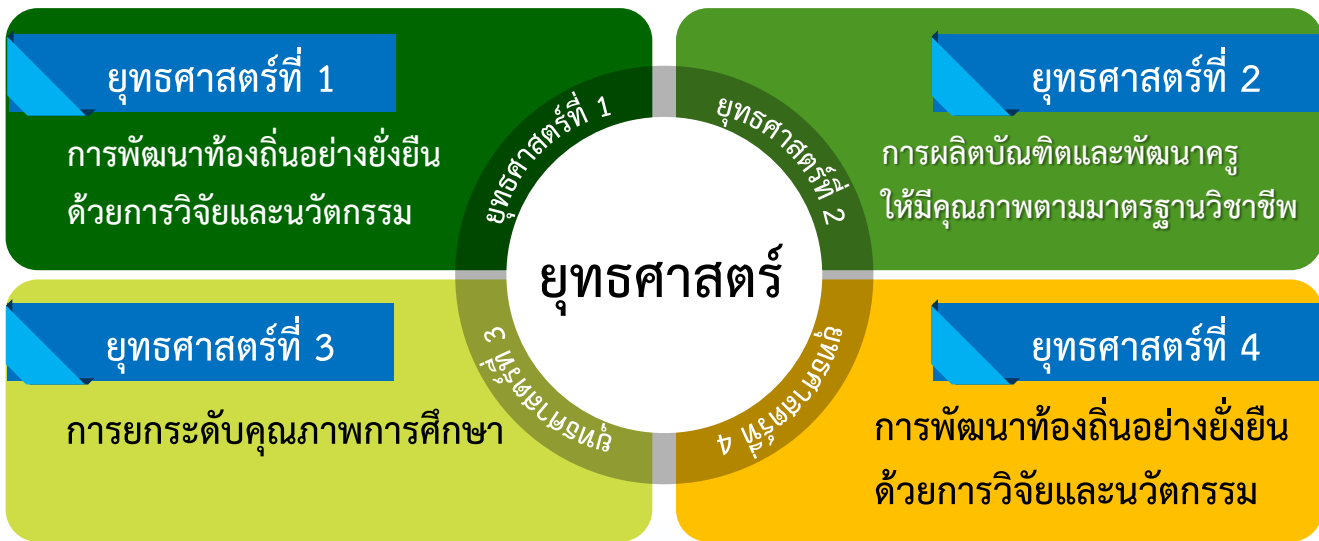 ยุทธศาสตร์ที่ 1
การพัฒนาท้องถิ่นอย่างยั่งยืน
ด้วยการวิจัยและนวัตกรรม
ยุทธศาสตร์ที่ 2
การผลิตบัณฑิตและพัฒนาครู
ให้มีคุณภาพตามมาตรฐานวิชาชีพ
ยุทธศาสตร์ที่ 1
ยุทธศาสตร์ที่ 2
ยุทธศาสตร์
ยุทธศาสตร์ที่ 3
ยุทธศาสตร์ที่ 4
ยุทธศาสตร์ที่ 3
การยกระดับคุณภาพการศึกษา
ยุทธศาสตร์ที่ 4
การพัฒนาท้องถิ่นอย่างยั่งยืน
ด้วยการวิจัยและนวัตกรรม